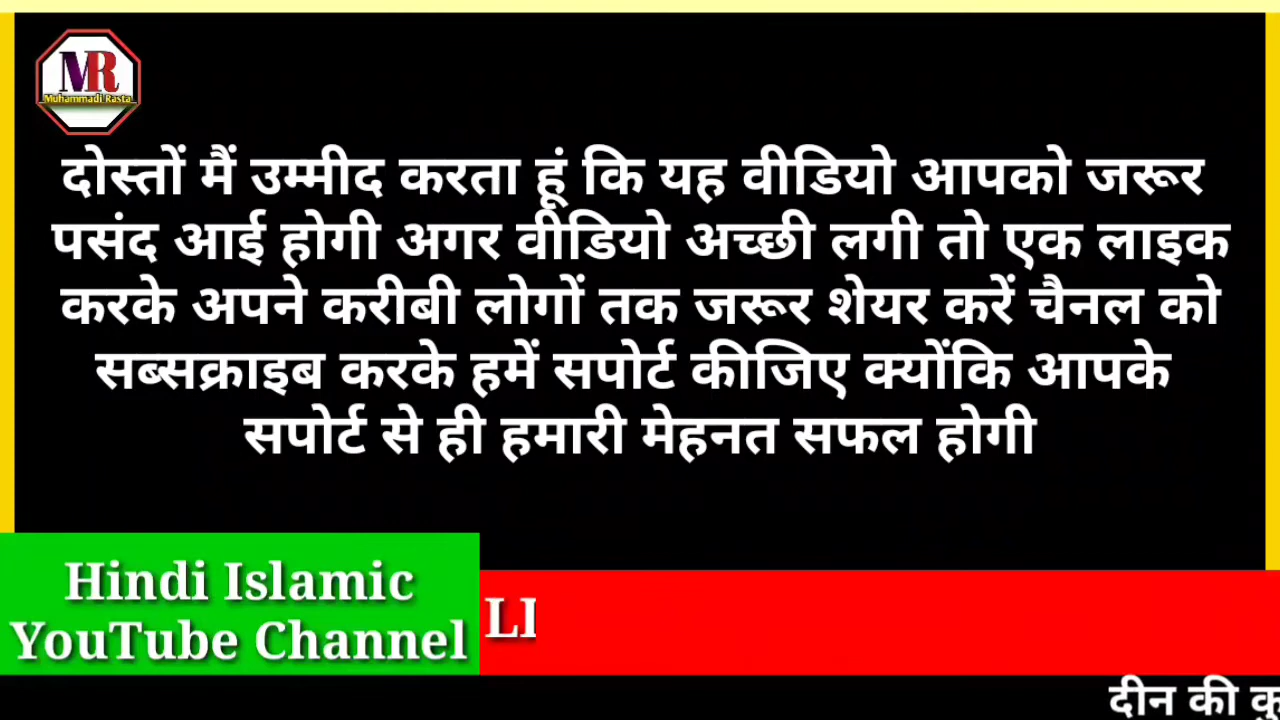 MR
Muhammadi Rasta
दोस्तों मैं उम्मीद करता हूं कि यह वीडियो आपको जरूर
पसंद आई होगी अगर वीडियो अच्छी लगी तो एक लाइक
करके अपने करीबी लोगों तक जरूर शेयर करें चैनल को
सब्सक्राइब करके हमें सपोर्ट कीजिए क्योंकि आपके
सपोर्ट से ही हमारी मेहनत सफल होगी
Hindi Islamic
YouTube Channel
LI
दीन की